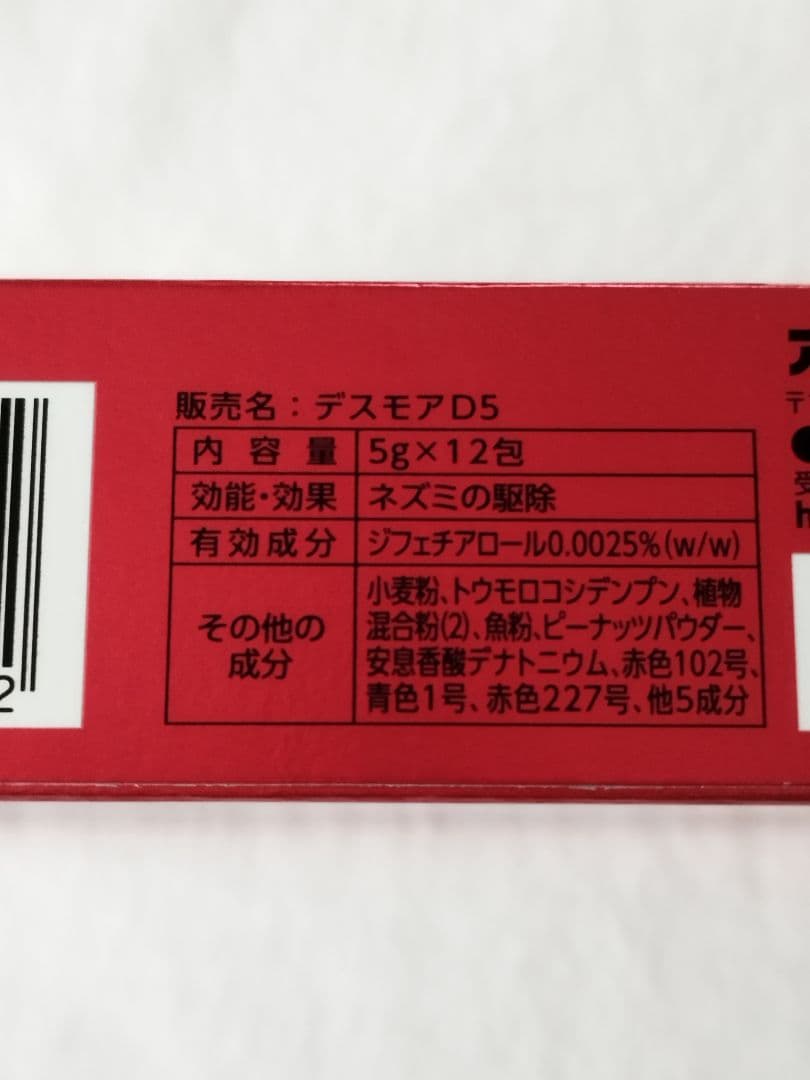 販売名：デスモアD5
内容量 5g×12包
効能・効果 ネズミの駆除
有効成分 ジフェチアロール0.0025%(w/w)
その他の成分
小麦粉、トウモロコシデンプン、植物
混合粉(2)、魚粉、ピーナッツパウダー、
安息香酸デナトニウム、赤色102号、
青色1号、赤色227号、他5成分
2
〒